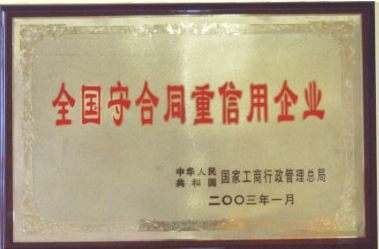 全国守合同重信用企业
中华人民共和国 国家工商行政管理总局
二〇〇三年一月